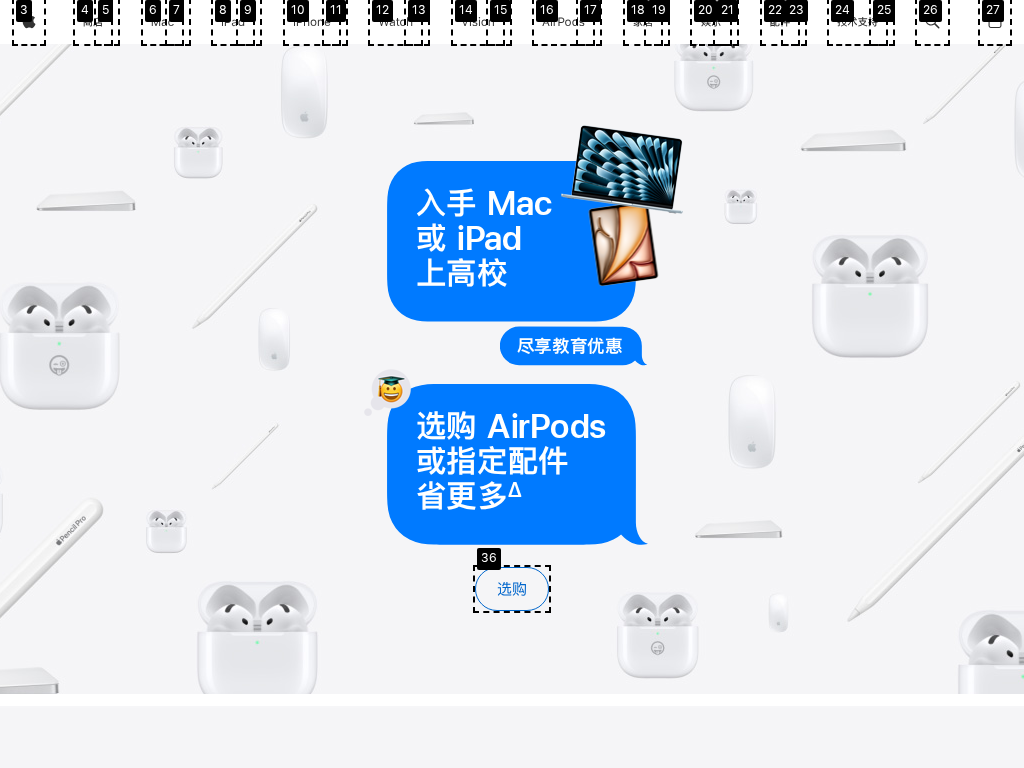 3 4 5 6 7 8 9 10 11 12 13 14 15 16 17 18 19 20 21 22 23 24 25 26 27
商店 Mac iPad iPhone Watch Vision AirPods 家居 娱乐 配件 技术支持
入手 Mac
或 iPad
上高校
尽享教育优惠
选购 AirPods
或指定配件
省更多Δ
Pencil Pro
36
选购